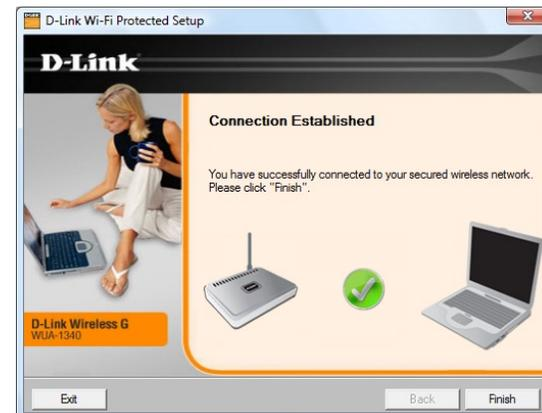 D-Link Wi-Fi Protected Setup
D-Link
Connection Established
You have successfully connected to your secured wireless network.
Please click "Finish".
D-Link Wireless G
WUA-1340
Exit
Back
Finish